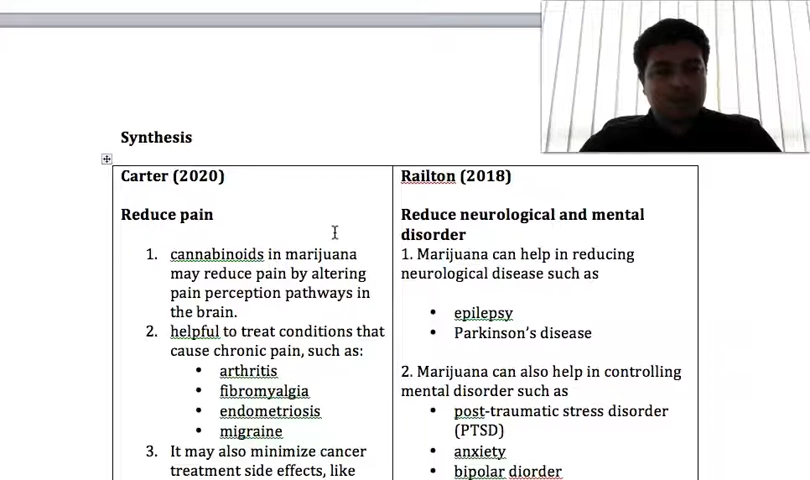 Synthesis
Carter (2020)
Reduce pain
1. cannabinoids in marijuana
may reduce pain by altering
pain perception pathways in
the brain.
2. helpful to treat conditions that
cause chronic pain, such as:
• arthritis
• fibromyalgia
• endometriosis
• migraine
3. It may also minimize cancer
treatment side effects, like
Railton (2018)
Reduce neurological and mental
disorder
1. Marijuana can help in reducing
neurological disease such as
• epilepsy
• Parkinson's disease
2. Marijuana can also help in controlling
mental disorder such as
• post-traumatic stress disorder
(PTSD)
• anxiety
• bipolar diorder